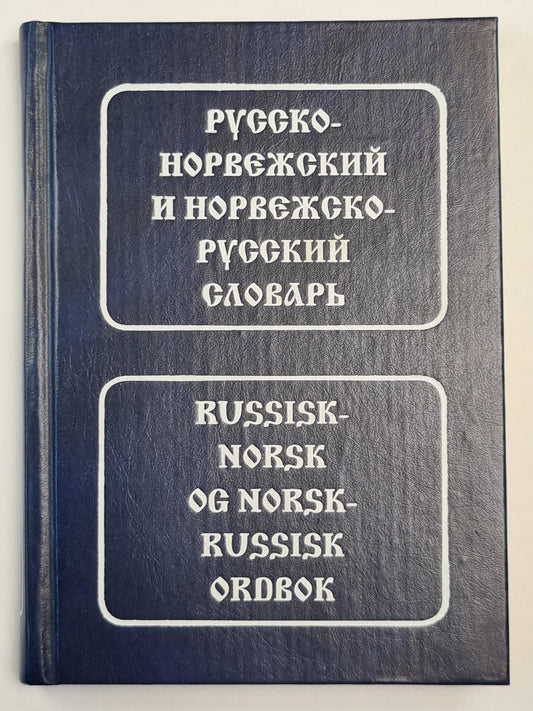 РУССКО-
НОРВЕЖСКИЙ
И НОРВЕЖСКО-
РУССКИЙ
СЛОВАРЬ
RUSSISK-
NORSK
OG NORSK-
RUSSISK
ORDBOK